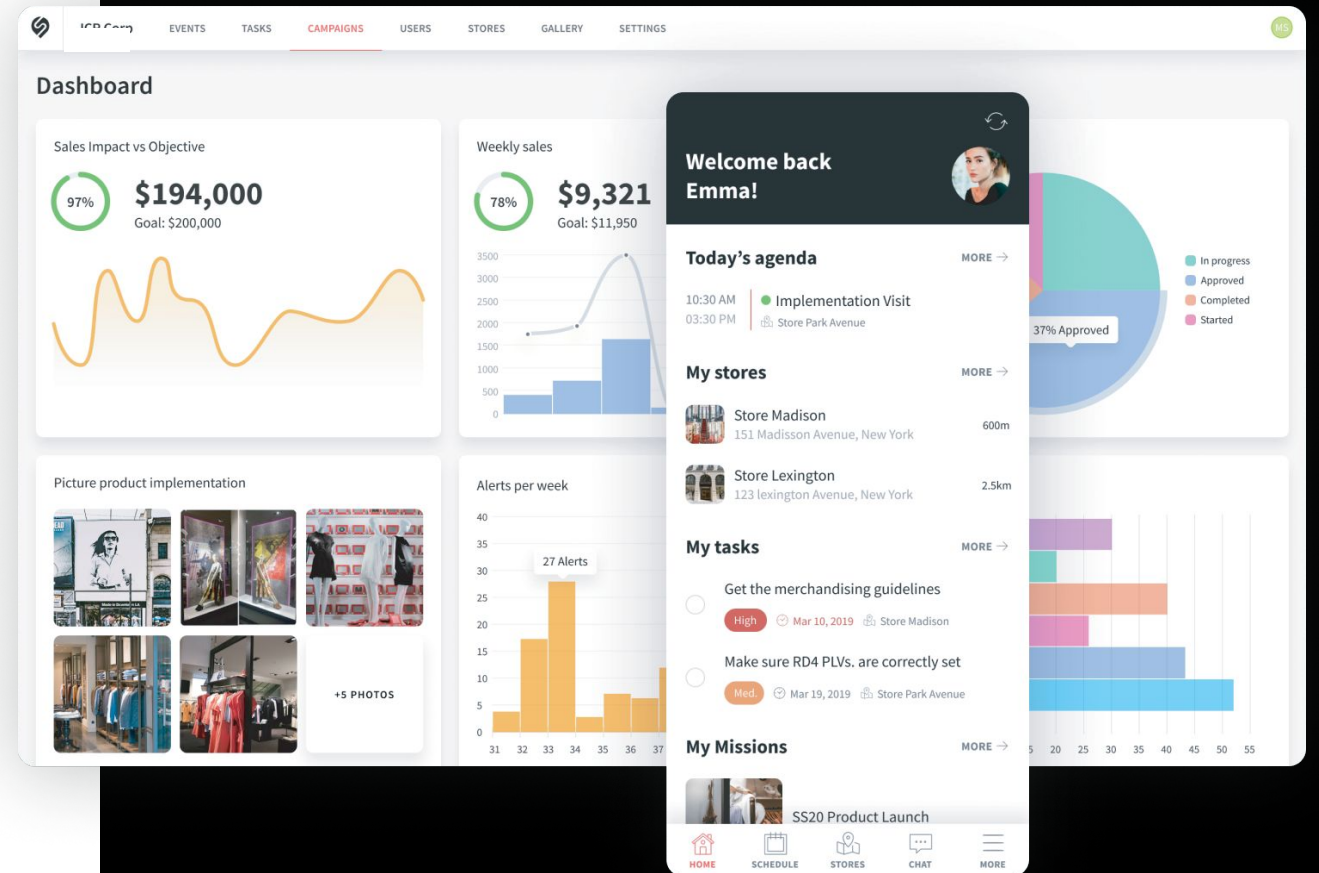 Corp
EVENTS
TASKS
CAMPAIGNS
USERS
STORES
GALLERY
SETTINGS
MS
Dashboard
Sales Impact vs Objective
97%
$194,000
Goal: $200,000
Weekly sales
78%
$9,321
Goal: $11,950
3500
3000
2500
2000
1500
1000
500
0
In progress
Approved
Completed
Started
37% Approved
Picture product implementation
+5 PHOTOS
Alerts per week
40
35
30
25
20
15
10
5
0
27 Alerts
31 32 33 34 35 36 37
5 20 25 30 35 40 45 50 55
Welcome back
Emma!
Today’s agenda
MORE
10:30 AM
Implementation Visit
03:30 PM
Store Park Avenue
My stores
MORE
Store Madison
151 Madisson Avenue, New York
600m
Store Lexington
123 lexington Avenue, New York
2.5km
My tasks
MORE
Get the merchandising guidelines
High
Mar 10, 2019
Store Madison
Make sure RD4 PLVs. are correctly set
Med.
Mar 19, 2019
Store Park Avenue
My Missions
MORE
SS20 Product Launch
HOME
SCHEDULE
STORES
CHAT
MORE